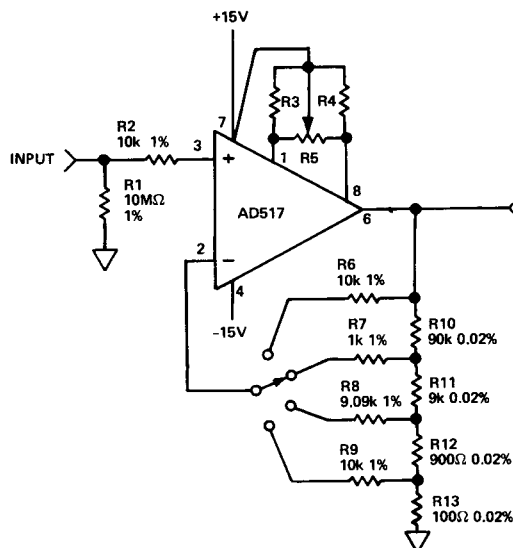 +15V
R3
R4
7
R2
10k 1%
INPUT
3
+
1
R5
R1
10MΩ
1%
8
AD517
6
2
−
4
−15V
R6
10k 1%
R10
90k 0.02%
R7
1k 1%
R11
9k 0.02%
R8
9.09k 1%
R12
900Ω 0.02%
R9
10k 1%
R13
100Ω 0.02%